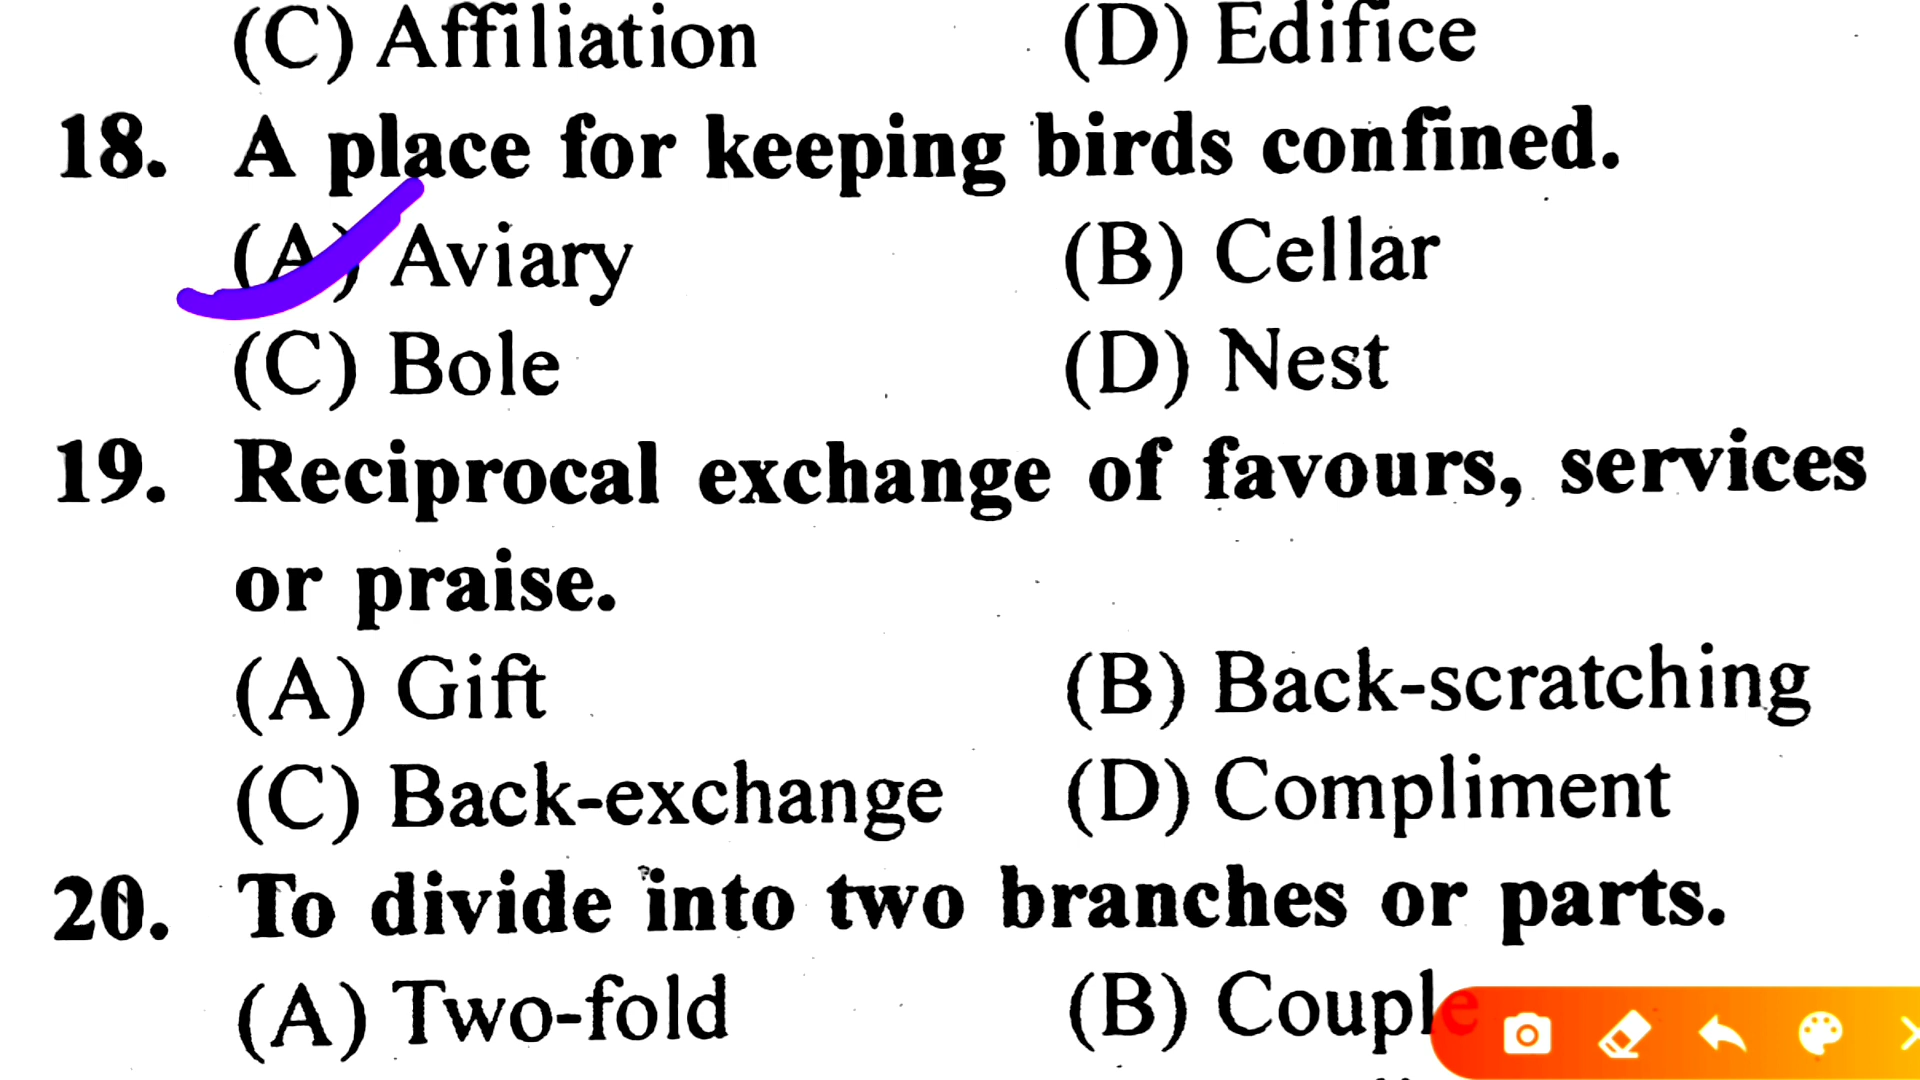 (C) Affiliation (D) Edifice
18. A place for keeping birds confined.
(A) Aviary (B) Cellar
(C) Bole (D) Nest
19. Reciprocal exchange of favours, services
or praise.
(A) Gift (B) Back-scratching
(C) Back-exchange (D) Compliment
20. To divide into two branches or parts.
(A) Two-fold (B) Couple